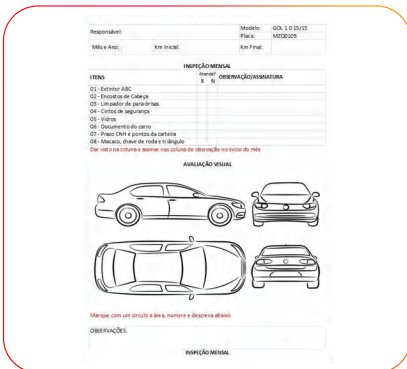 Responsável: Modelo: GOL 1.0 15/15
Placa: MZQ0105
Mês e Ano: Km Inicial: Km Final:
INSPEÇÃO MENSAL
ITENS Atende? OBSERVAÇÃO/ASSINATURA
S N
01 - Extintor ABC
02 - Encostos de Cabeça
03 - Limpador de para-brisas
04 - Cintos de segurança
05 - Vidros
06 - Documento do carro
07 - Prazo CNH e pontos da carteira
08 - Macaco, chave de roda e triângulo
Dar visto na coluna e assinar nas coluna de observação no início do mês
AVALIAÇÃO VISUAL
Marque com um círculo a área, numere e descreva abaixo
OBSERVAÇÕES:
INSPEÇÃO MENSAL